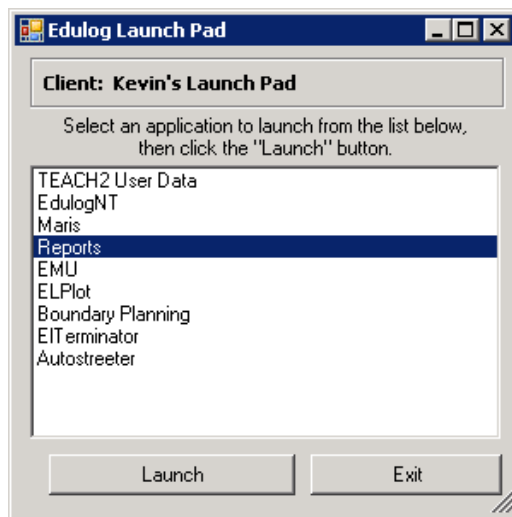 Edulog Launch Pad
Client: Kevin's Launch Pad
Select an application to launch from the list below,
then click the "Launch" button.
TEACH2 User Data
EdulogNT
Maris
Reports
EMU
ELPlot
Boundary Planning
ElTerminator
Autostreeter
Launch Exit